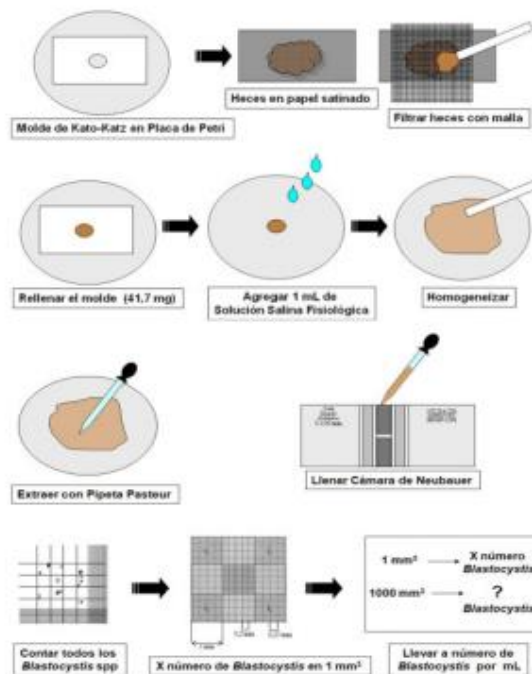 Molde de Kato-Katz en Placa de Petri
Heces en papel satinado
Filtrar heces con malla
Rellenar el molde (41,7 mg)
Agregar 1 mL de
Solución Salina Fisiológica
Homogeneizar
Extraer con Pipeta Pasteur
Llenar Cámara de Neubauer
Contar todos los
Blastocystis spp
X número de Blastocystis en 1 mm³
1 mm³
X número
Blastocystis
1000 mm³
?
Blastocystis
Llevar a número de
Blastocystis por mL